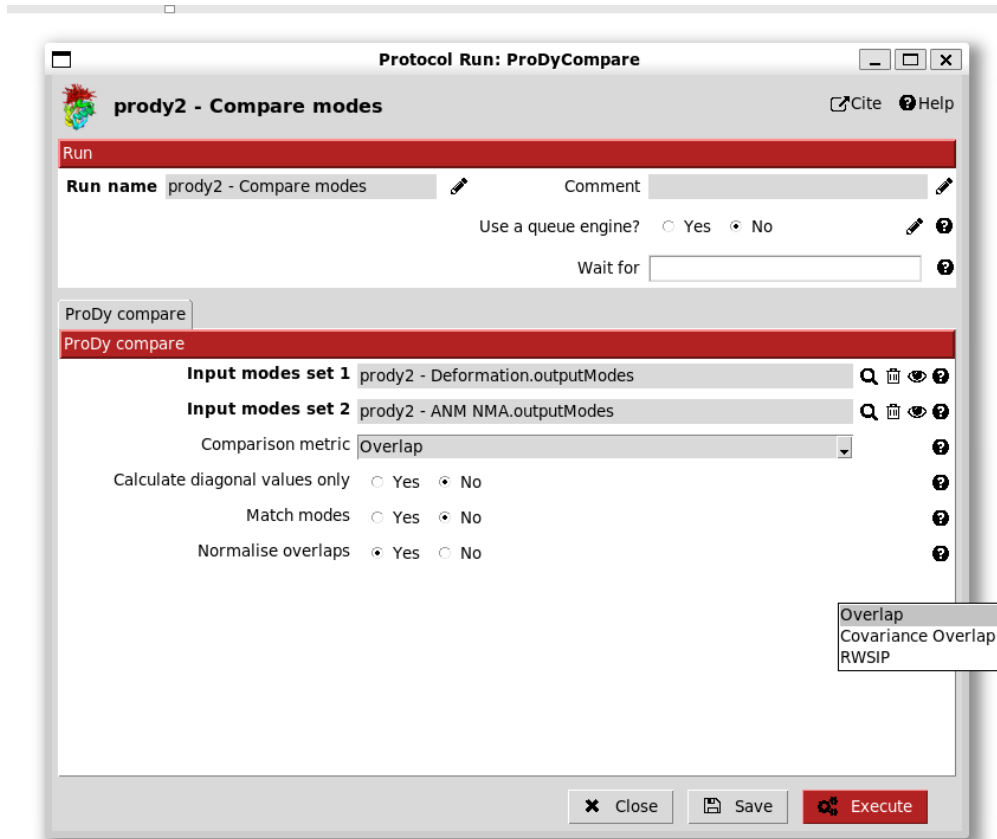 Protocol Run: ProDyCompare
prody2 - Compare modes Cite Help
Run
Run name prody2 - Compare modes Comment
Use a queue engine? Yes No
Wait for
ProDy compare
ProDy compare
Input modes set 1 prody2 - Deformation.outputModes
Input modes set 2 prody2 - ANM NMA.outputModes
Comparison metric Overlap
Calculate diagonal values only Yes No
Match modes Yes No
Normalise overlaps Yes No
Overlap
Covariance Overlap
RWSIP
Close Save Execute